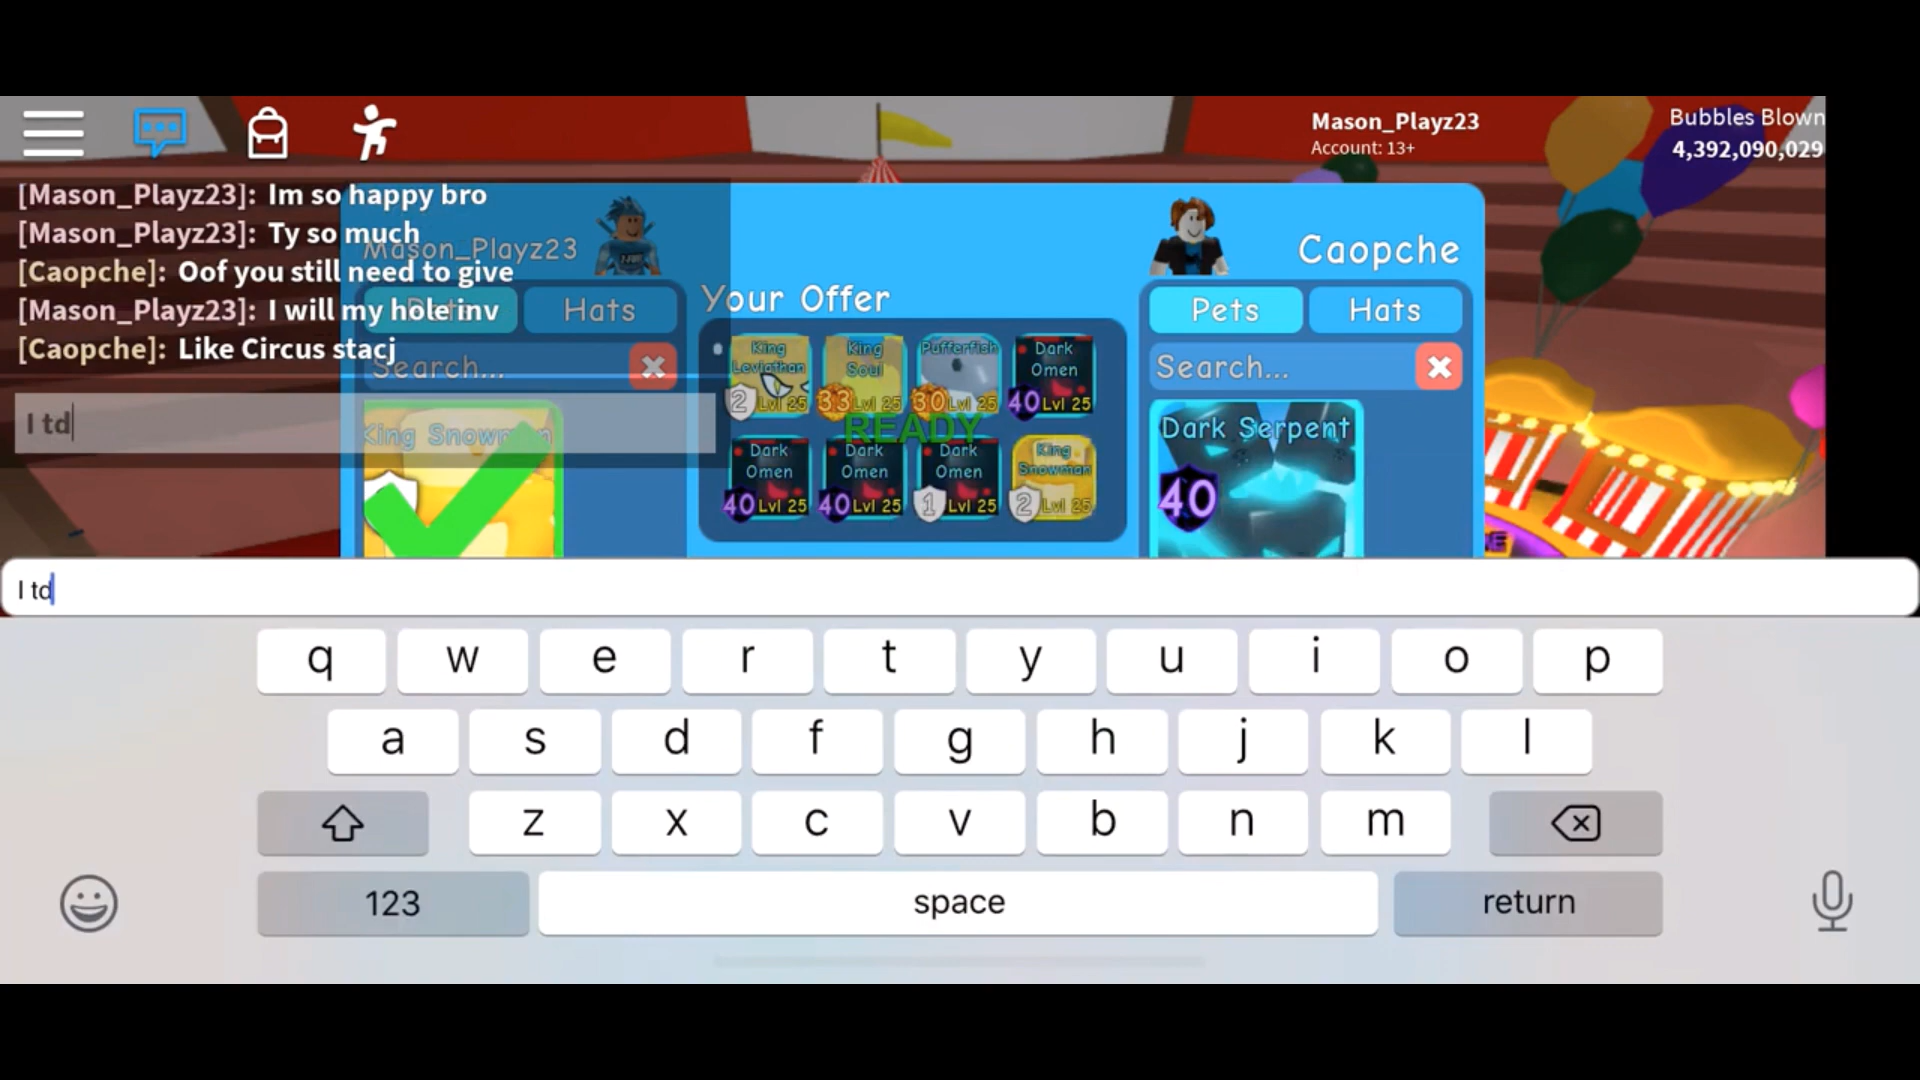 Mason_Playz23
Account: 13+
Bubbles Blown
4,392,090,029
[Mason_Playz23]: Im so happy bro
[Mason_Playz23]: Ty so much
[Caopche]: Oof you still need to give
[Mason_Playz23]: I will my hole inv
[Caopche]: Like Circus stacj
I td
Mason_Playz23
Pets
Hats
Search...
King Snowman
Your Offer
King Leviathan
2 Lvl 25
King Soul
33 Lvl 25
Pufferfish
30 Lvl 25
Dark Omen
40 Lvl 25
READY
Dark Omen
40 Lvl 25
Dark Omen
40 Lvl 25
Dark Omen
1 Lvl 25
King Snowman
2 Lvl 25
Caopche
Pets
Hats
Search...
Dark Serpent
40
I td
q w e r t y u i o p
a s d f g h j k l
z x c v b n m
123 space return